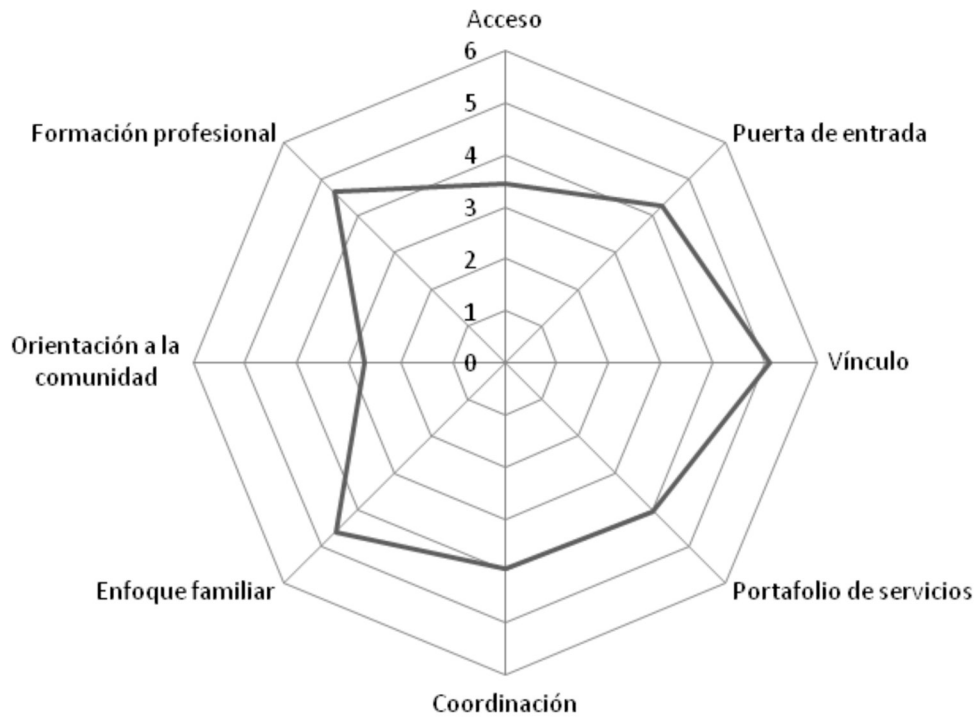 Acceso
6
5
Formación profesional
Puerta de entrada
4
3
2
1
Orientación a la
comunidad
0
Vínculo
Enfoque familiar
Portafolio de servicios
Coordinación